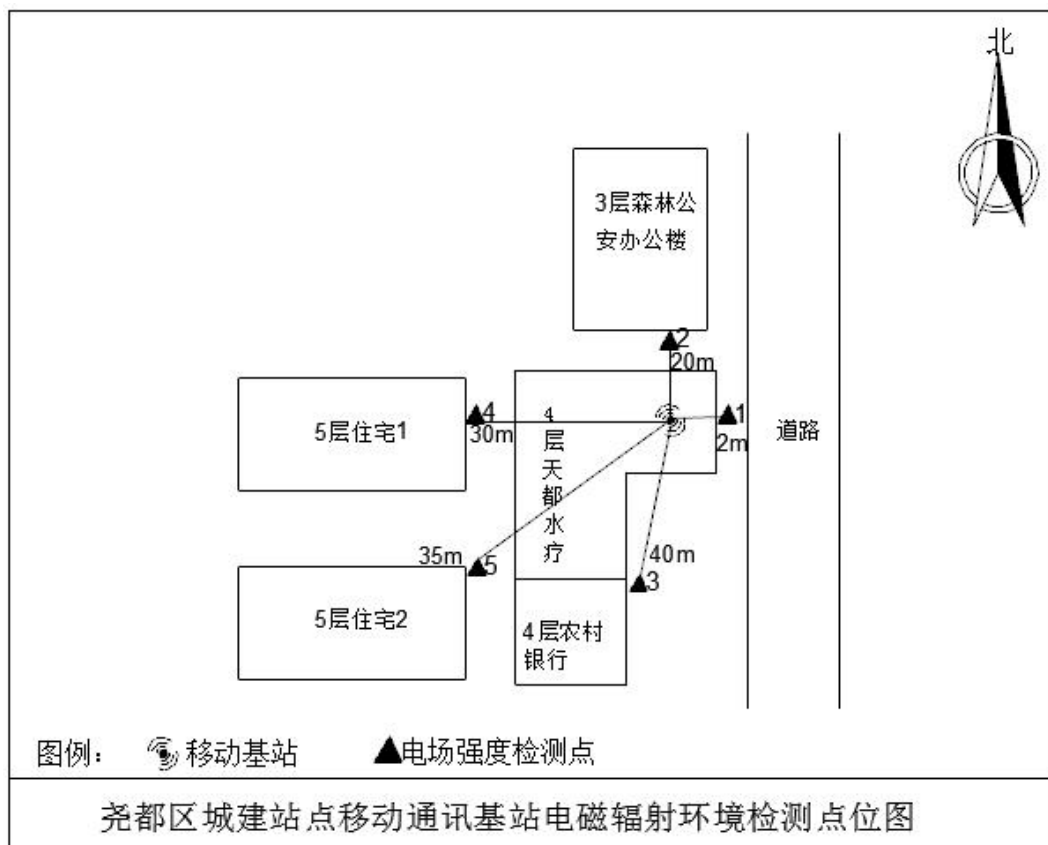 北
3层森林公
安办公楼
2
20m
1
2m
道路
4
30m
5层住宅1
4
层
天
都
水
疗
35m
5
40m
3
5层住宅2
4层农村
银行
图例：
移动基站
电场强度检测点
尧都区城建站点移动通讯基站电磁辐射环境检测点位图